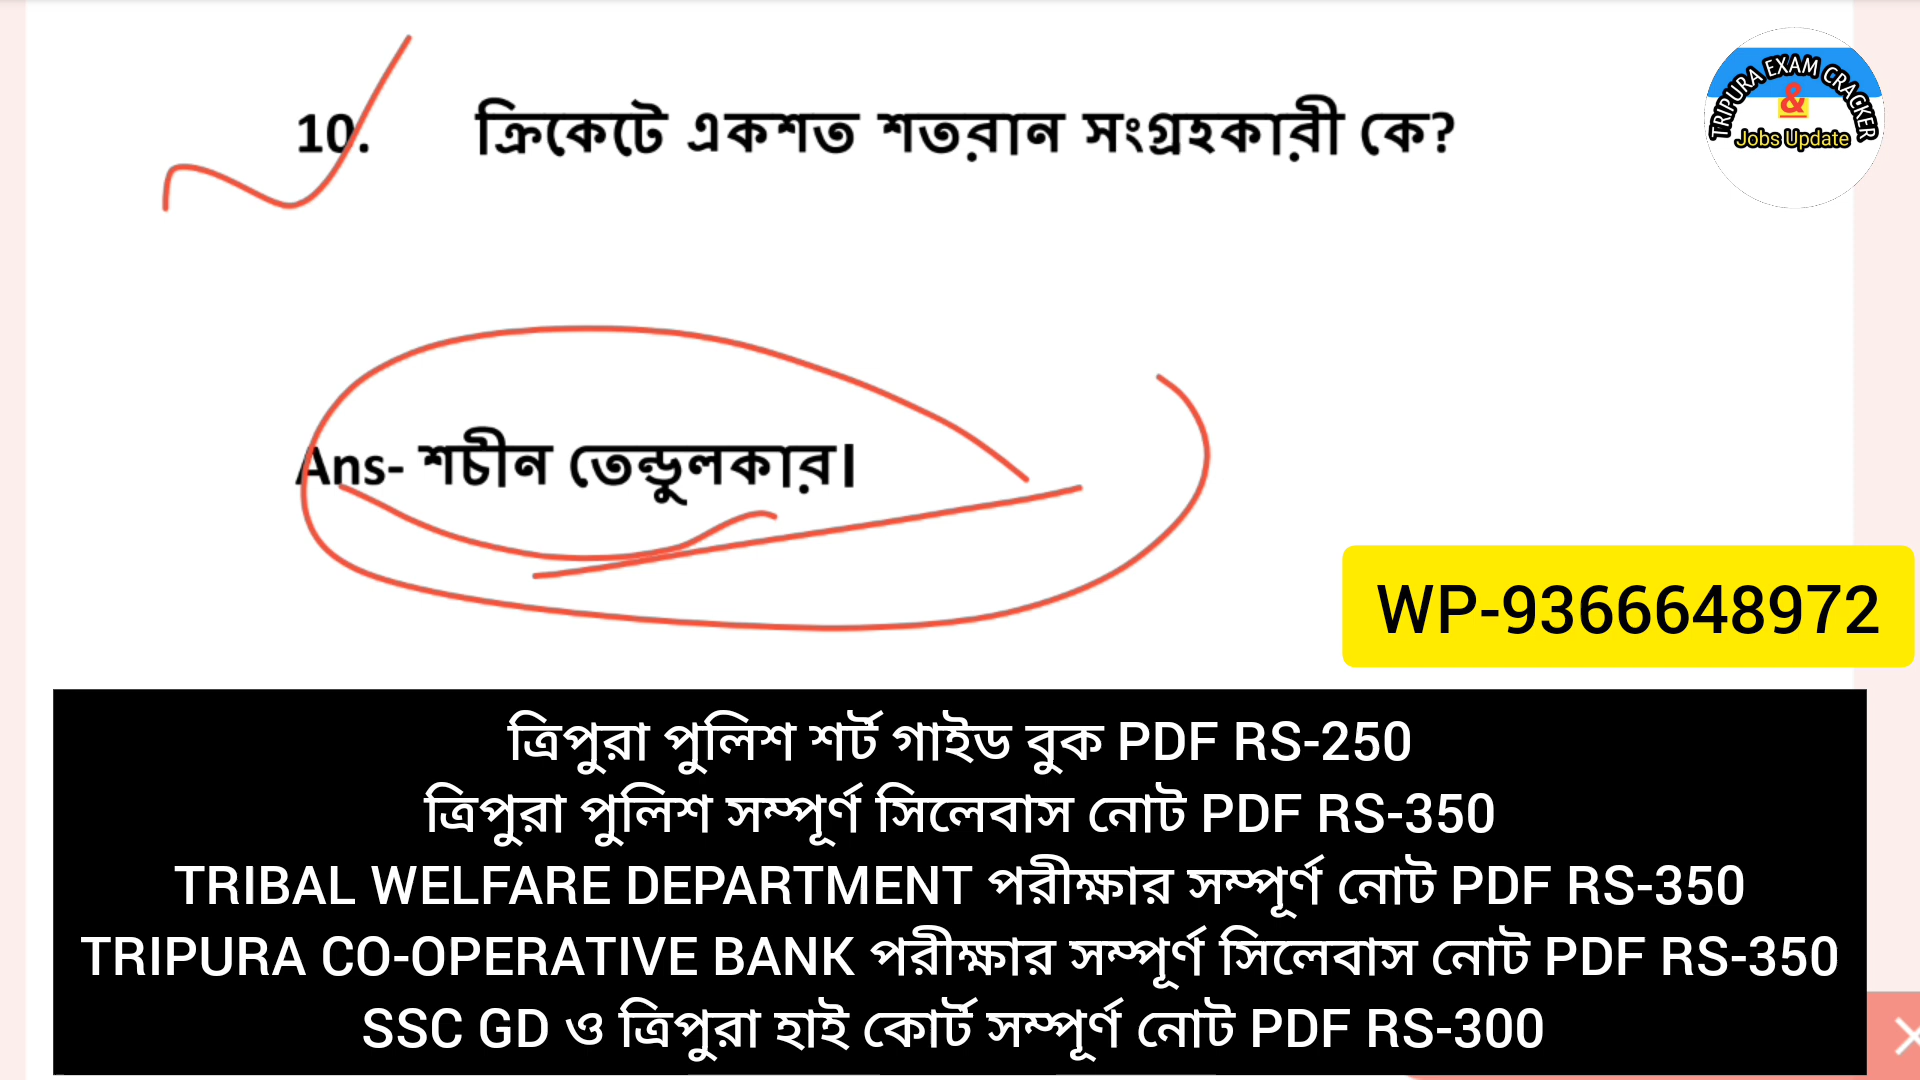 10. ক্রিকেটে একশত শতরান সংগ্রহকারী কে?
TRIPURA EXAM CRACKER
&
Jobs Update
Ans- শচীন তেন্ডুলকার।
WP-9366648972
ত্রিপুরা পুলিশ শর্ট গাইড বুক PDF RS-250
ত্রিপুরা পুলিশ সম্পূর্ণ সিলেবাস নোট PDF RS-350
TRIBAL WELFARE DEPARTMENT পরীক্ষার সম্পূর্ণ নোট PDF RS-350
TRIPURA CO-OPERATIVE BANK পরীক্ষার সম্পূর্ণ সিলেবাস নোট PDF RS-350
SSC GD ও ত্রিপুরা হাই কোর্ট সম্পূর্ণ নোট PDF RS-300